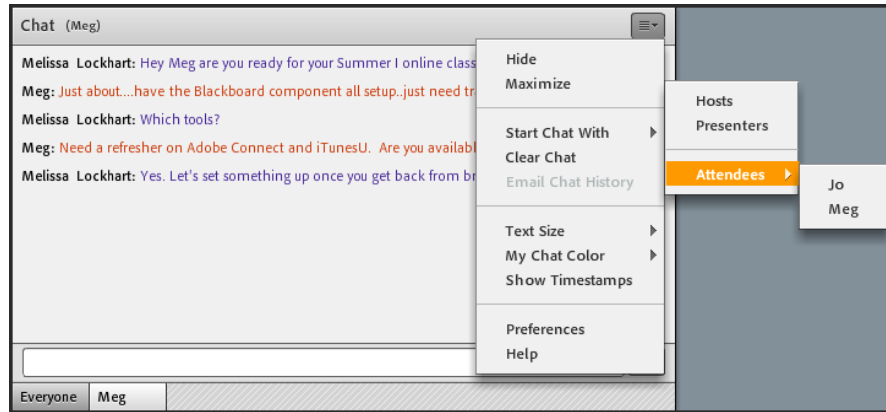 Chat (Meg)
Melissa Lockhart: Hey Meg are you ready for your Summer I online class
Meg: Just about....have the Blackboard component all setup..just need
Melissa Lockhart: Which tools?
Meg: Need a refresher on Adobe Connect and iTunesU. Are you
Melissa Lockhart: Yes. Let's set something up once you get back from
Hide
Maximize
Start Chat With
Clear Chat
Email Chat History
Text Size
My Chat Color
Show Timestamps
Preferences
Help
Hosts
Presenters
Attendees
Jo
Meg
Everyone Meg